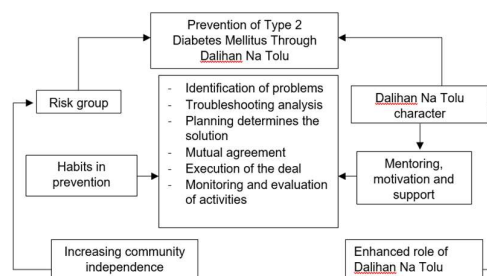 Prevention of Type 2
Diabetes Mellitus Through
Dalihan Na Tolu
Risk group
- Identification of problems
- Troubleshooting analysis
- Planning determines the
solution
- Mutual agreement
- Execution of the deal
- Monitoring and evaluation
of activities
Dalihan Na Tolu
character
Habits in
prevention
Mentoring,
motivation and
support
Increasing community
independence
Enhanced role of
Dalihan Na Tolu